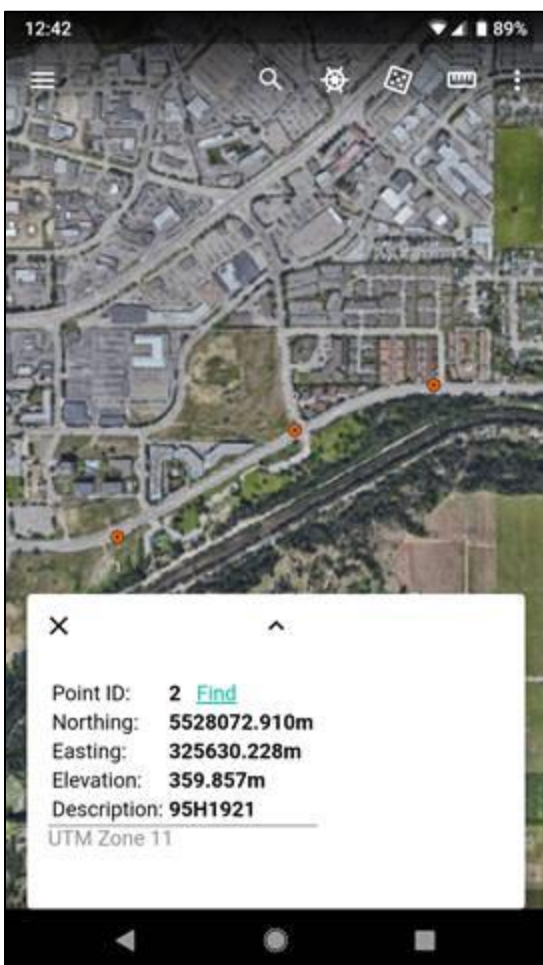 12:42
89%
Point ID: 2 Find
Northing: 5528072.910m
Easting: 325630.228m
Elevation: 359.857m
Description: 95H1921
UTM Zone 11